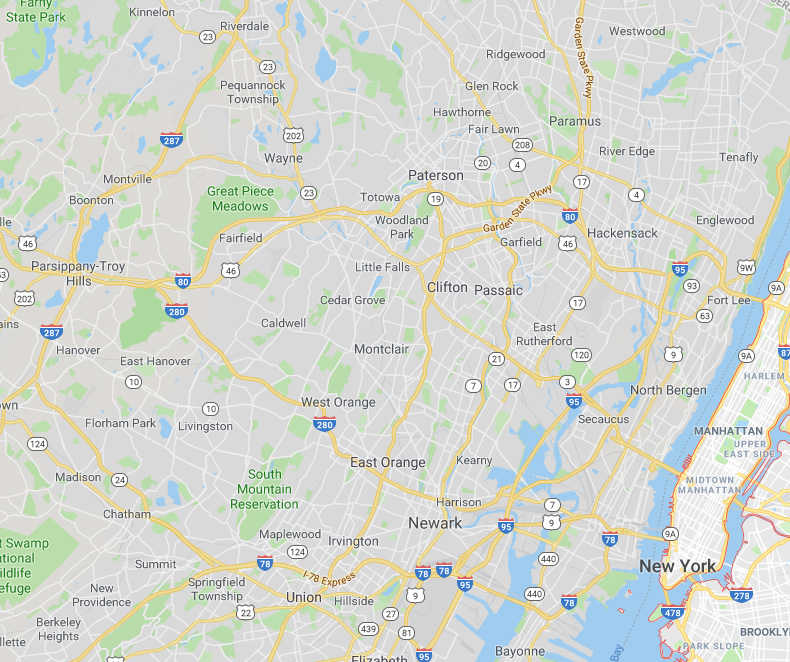 Farny
State Park
Kinnelon
Riverdale
23
Garden State Pkwy
Westwood
Ridgewood
23
Pequannock
Township
Glen Rock
Hawthorne
Fair Lawn
Paramus
202
287
208
Wayne
20
4
River Edge
Tenafly
Paterson
Montville
Boonton
Great Piece
Meadows
23
Totowa
19
17
4
Garden State Pkwy
80
Woodland
Park
Englewood
Hackensack
46
Fairfield
Garfield
46
Parsippany-Troy
Hills
80
46
Little Falls
95
9W
202
280
Clifton
Passaic
93
Fort Lee
9A
Cedar Grove
17
63
Caldwell
287
East
Rutherford
Hanover
East Hanover
Montclair
21
120
9
9A
87
HARLEM
10
7
17
3
North Bergen
West Orange
95
10
280
Secaucus
Florham Park
Livingston
MANHATTAN
UPPER
EAST SIDE
124
East Orange
Kearny
Madison
24
South
Mountain
Reservation
MIDTOWN
MANHATTAN
Harrison
7
Chatham
Newark
95
9
9A
Maplewood
124
Irvington
78
440
Summit
78
I-78 Express
78
78
New York
Springfield
Township
95
New
Providence
Union
Hillside
9
440
78
278
22
27
478
Berkeley
Heights
439
81
BROOKLY
Bayonne
Bay
PARK SLOPE
Elizabeth
95